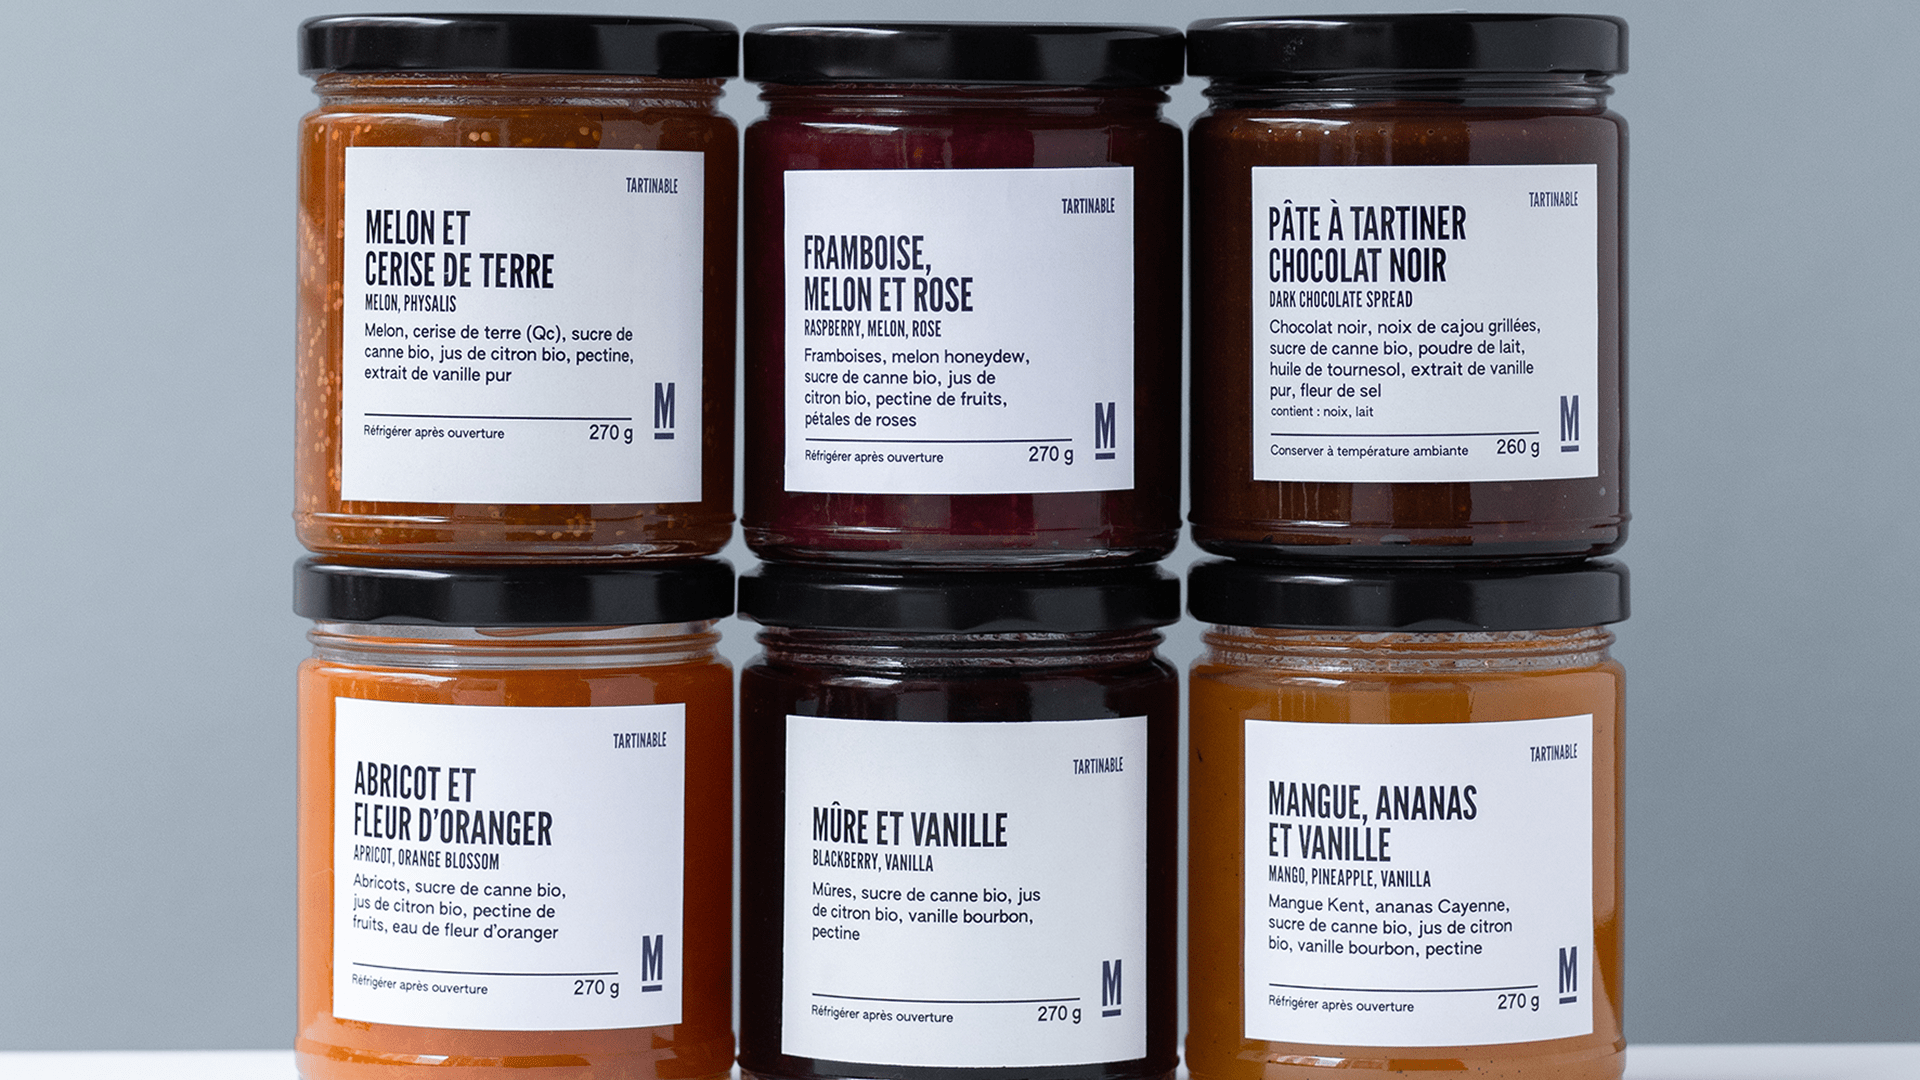 TARTINABLE
MELON ET
CERISE DE TERRE
MELON, PHYSALIS
Melon, cerise de terre (Qc), sucre de
canne bio, jus de citron bio, pectine,
extrait de vanille pur
Réfrigérer après ouverture 270 g
M
TARTINABLE
FRAMBOISE,
MELON ET ROSE
RASPBERRY, MELON, ROSE
Framboises, melon honeydew,
sucre de canne bio, jus de
citron bio, pectine de fruits,
pétales de roses
Réfrigérer après ouverture 270 g
M
TARTINABLE
PÂTE À TARTINER
CHOCOLAT NOIR
DARK CHOCOLATE SPREAD
Chocolat noir, noix de cajou grillées,
sucre de canne bio, poudre de lait,
huile de tournesol, extrait de vanille
pur, fleur de sel
contient : noix, lait
Conserver à température ambiante 260 g
M
TARTINABLE
ABRICOT ET
FLEUR D'ORANGER
APRICOT, ORANGE BLOSSOM
Abricots, sucre de canne bio,
jus de citron bio, pectine de
fruits, eau de fleur d'oranger
Réfrigérer après ouverture 270 g
M
TARTINABLE
MÛRE ET VANILLE
BLACKBERRY, VANILLA
Mûres, sucre de canne bio, jus
de citron bio, vanille bourbon,
pectine
Réfrigérer après ouverture 270 g
M
TARTINABLE
MANGUE, ANANAS
ET VANILLE
MANGO, PINEAPPLE, VANILLA
Mangue Kent, ananas Cayenne,
sucre de canne bio, jus de citron
bio, vanille bourbon, pectine
Réfrigérer après ouverture 270 g
M